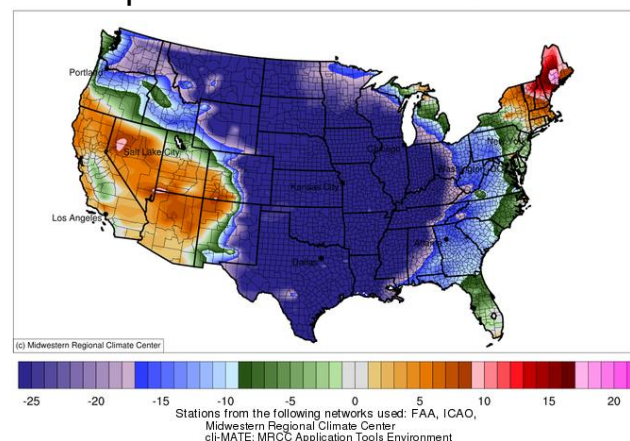 Portland
Salt Lake City
Chicago
New
Washington
Kansas City
Los Angeles
Atlanta
Dallas
(c) Midwestern Regional Climate Center
-25 -20 -15 -10 -5 0 5 10 15 20
Stations from the following networks used: FAA, ICAO,
Midwestern Regional Climate Center
cli-MATE: MRCC Application Tools Environment